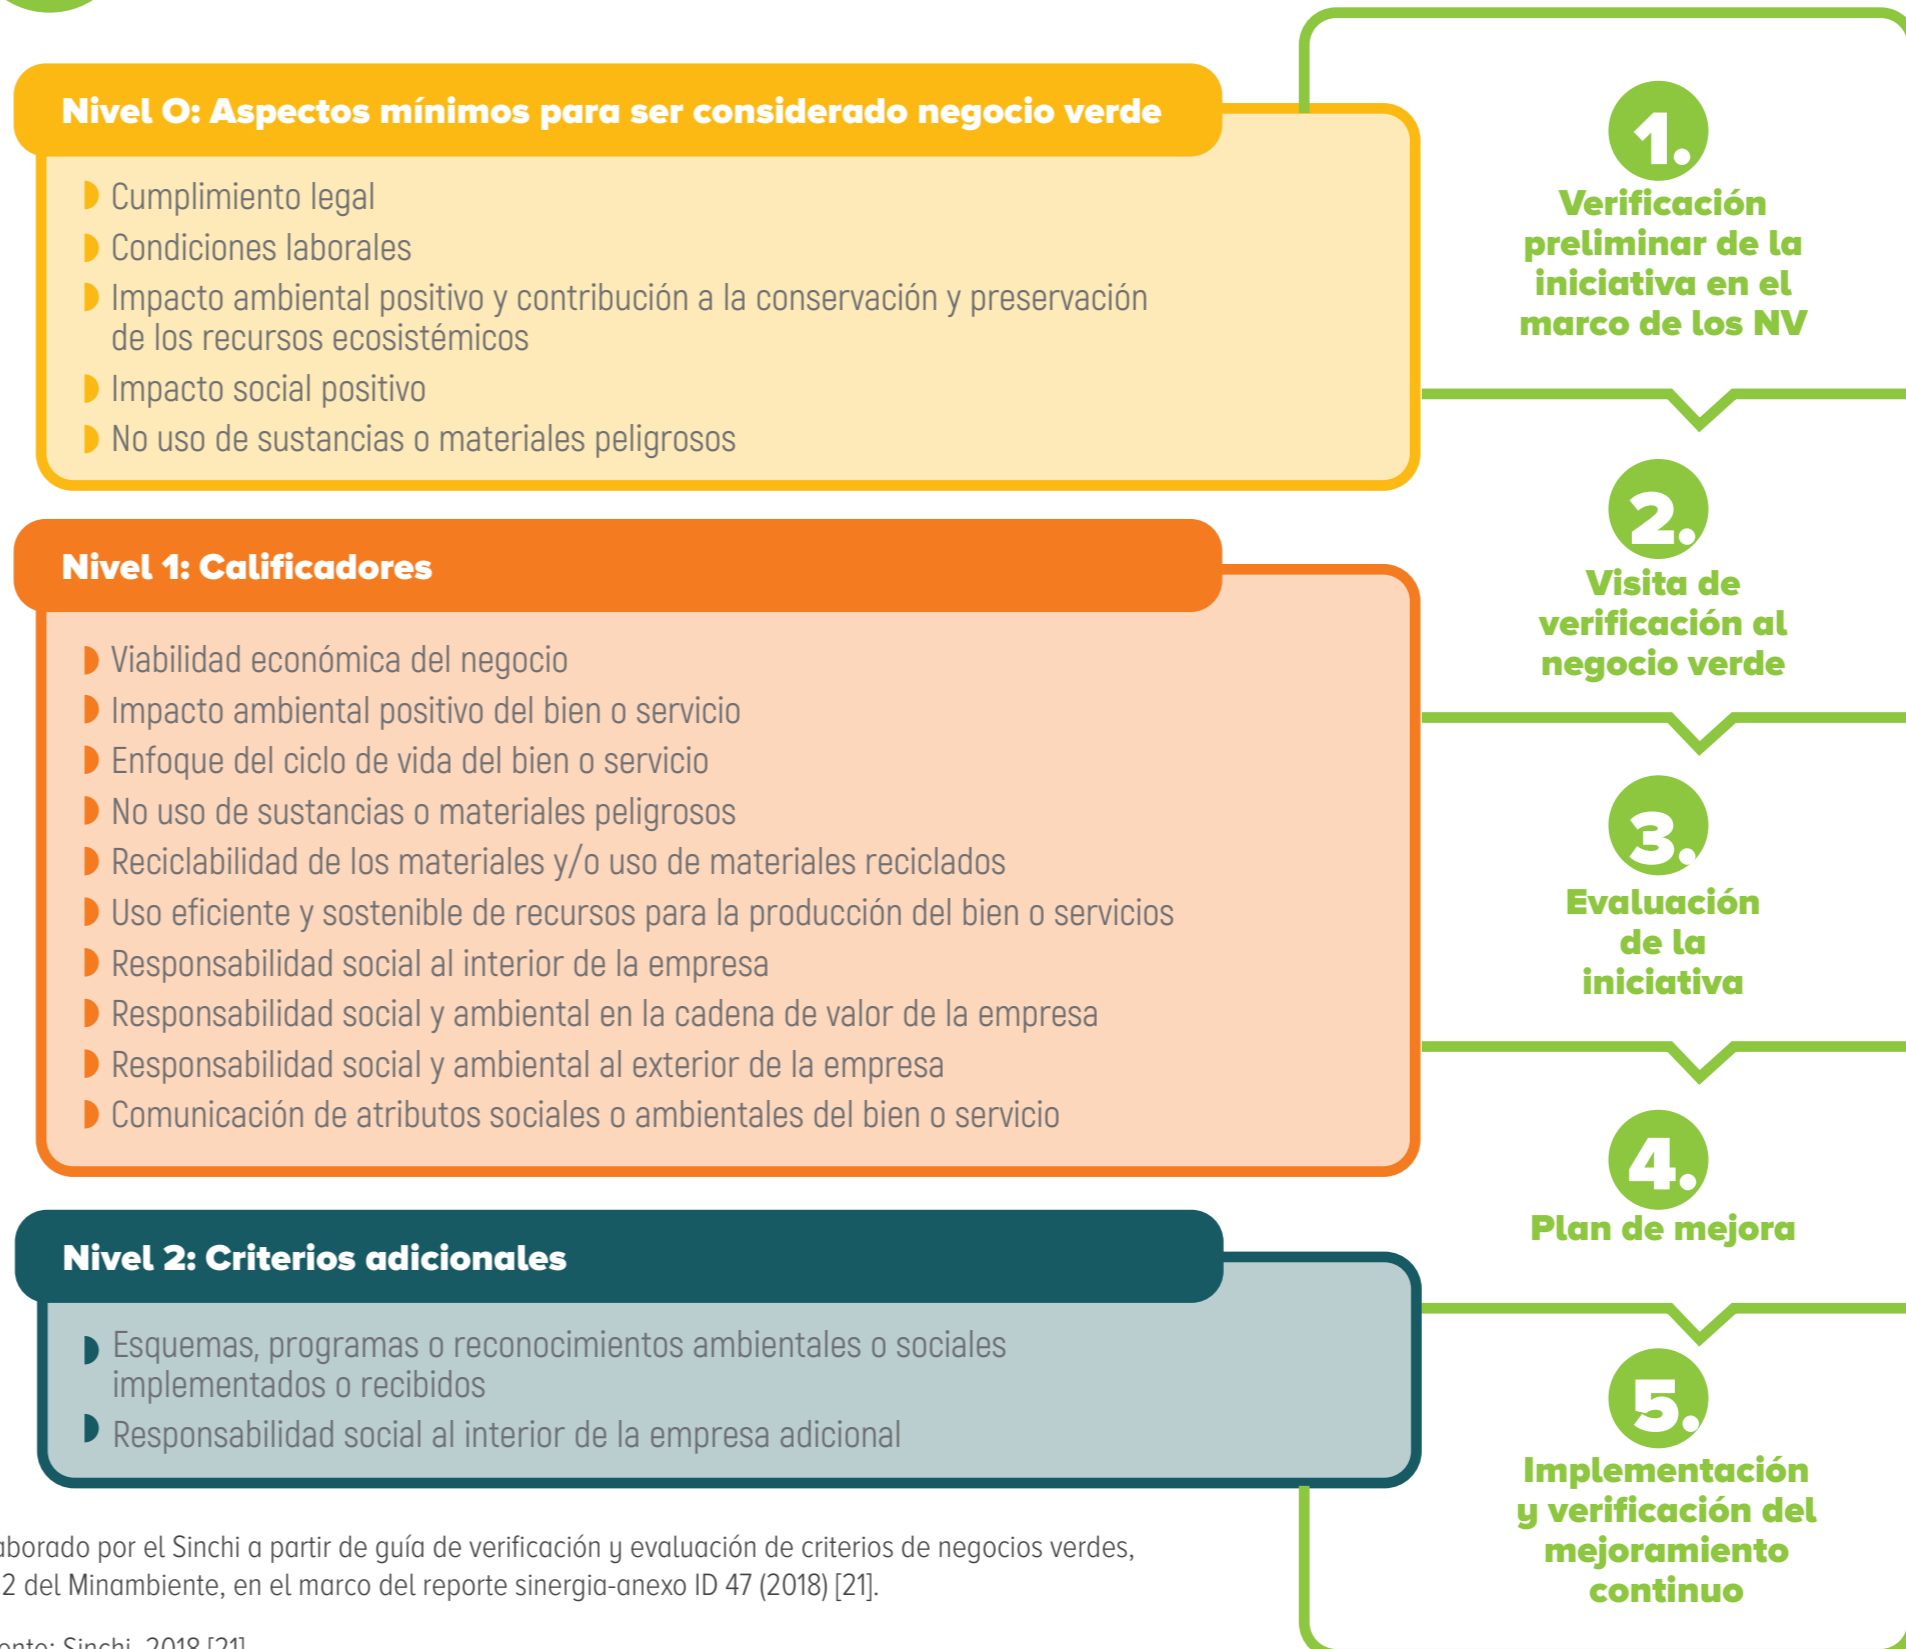 Nivel 0: Aspectos mínimos para ser considerado negocio verde
Cumplimiento legal
Condiciones laborales
Impacto ambiental positivo y contribución a la conservación y preservación
de los recursos ecosistémicos
Impacto social positivo
No uso de sustancias o materiales peligrosos
Nivel 1: Calificadores
Viabilidad económica del negocio
Impacto ambiental positivo del bien o servicio
Enfoque del ciclo de vida del bien o servicio
No uso de sustancias o materiales peligrosos
Reciclabilidad de los materiales y/o uso de materiales reciclados
Uso eficiente y sostenible de recursos para la producción del bien o servicios
Responsabilidad social al interior de la empresa
Responsabilidad social y ambiental en la cadena de valor de la empresa
Responsabilidad social y ambiental al exterior de la empresa
Comunicación de atributos sociales o ambientales del bien o servicio
Nivel 2: Criterios adicionales
Esquemas, programas o reconocimientos ambientales o sociales
implementados o recibidos
Responsabilidad social al interior de la empresa adicional
aborado por el Sinchi a partir de guía de verificación y evaluación de criterios de negocios verdes,
2 del Minambiente, en el marco del reporte sinergia-anexo ID 47 (2018) [21].
Sinchi, 2018 [21]
1.
Verificación
preliminar de la
iniciativa en el
marco de los NV
2.
Visita de
verificación al
negocio verde
3.
Evaluación
de la
iniciativa
4.
Plan de mejora
5.
Implementación
y verificación del
mejoramiento
continuo